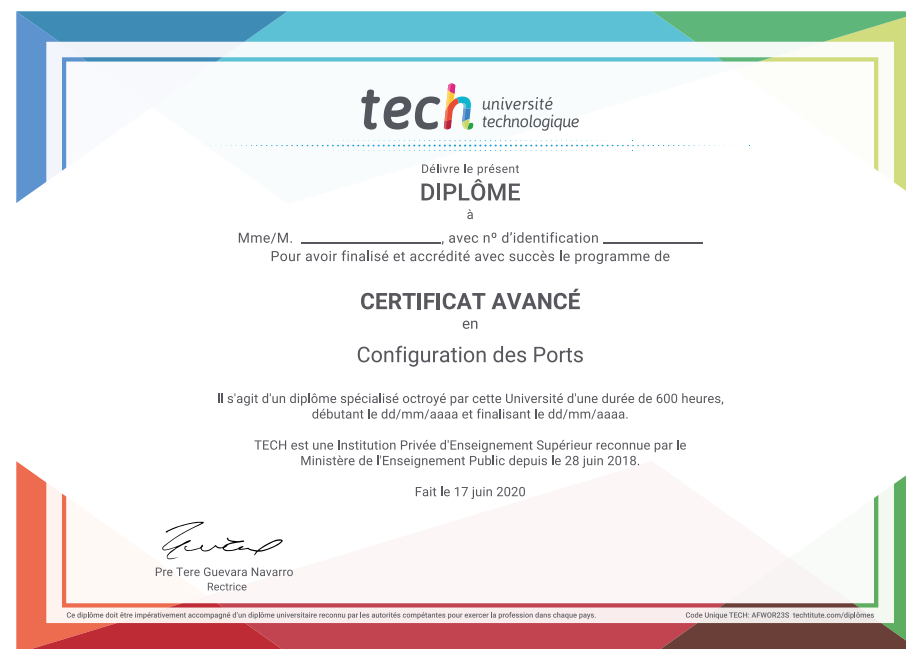 tech université
technologique
Délivre le présent
DIPLÔME
à
Mme/M. ____________________, avec nº d'identification ______________
Pour avoir finalisé et accrédité avec succès le programme de
CERTIFICAT AVANCÉ
en
Configuration des Ports
Il s'agit d'un diplôme spécialisé octroyé par cette Université d'une durée de 600 heures,
débutant le dd/mm/aaaa et finalisant le dd/mm/aaaa.
TECH est une Institution Privée d'Enseignement Supérieur reconnue par le
Ministère de l'Enseignement Public depuis le 28 juin 2018.
Fait le 17 juin 2020
Pre Tere Guevara Navarro
Rectrice
Ce diplôme doit être impérativement accompagné d'un diplôme universitaire reconnu par les autorités compétentes pour exercer la profession dans chaque pays.
Code Unique TECH: AFWOR23S techtitute.com/diplômes